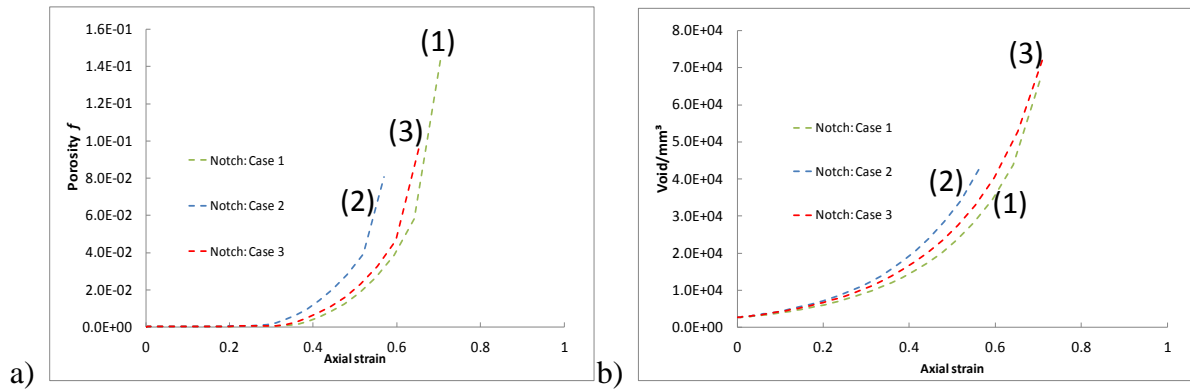 1.6E-01
1.4E-01
1.2E-01
1.0E-01
8.0E-02
6.0E-02
4.0E-02
2.0E-02
0.0E+00
Porosity f
0 0.2 0.4 0.6 0.8 1
Axial strain
Notch: Case 1
Notch: Case 2
Notch: Case 3
(1)
(3)
(2)
a)
8.0E+04
7.0E+04
6.0E+04
5.0E+04
4.0E+04
3.0E+04
2.0E+04
1.0E+04
0.0E+00
Void/mm³
0 0.2 0.4 0.6 0.8 1
Axial strain
Notch: Case 1
Notch: Case 2
Notch: Case 3
(3)
(2)
(1)
b)